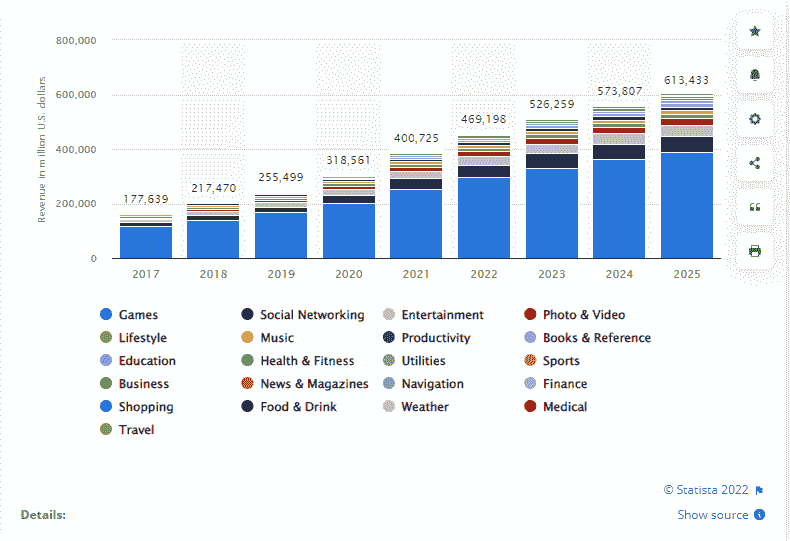 Revenue in million U.S. dollars
800,000
600,000
400,000
200,000
0
177,639
217,470
255,499
318,561
400,725
469,198
526,259
573,807
613,433
2017 2018 2019 2020 2021 2022 2023 2024 2025
Games Social Networking Entertainment Photo & Video
Lifestyle Music Productivity Books & Reference
Education Health & Fitness Utilities Sports
Business News & Magazines Navigation Finance
Shopping Food & Drink Weather Medical
Travel
© Statista 2022
Details: Show source